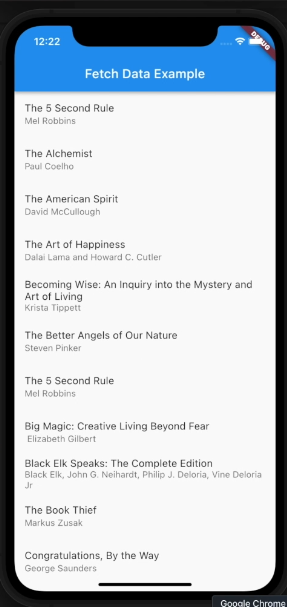 12:22
DEBUG
Fetch Data Example
The 5 Second Rule
Mel Robbins
The Alchemist
Paul Coelho
The American Spirit
David McCullough
The Art of Happiness
Dalai Lama and Howard C. Cutler
Becoming Wise: An Inquiry into the Mystery and
Art of Living
Krista Tippett
The Better Angels of Our Nature
Steven Pinker
The 5 Second Rule
Mel Robbins
Big Magic: Creative Living Beyond Fear
Elizabeth Gilbert
Black Elk Speaks: The Complete Edition
Black Elk, John G. Neihardt, Philip J. Deloria, Vine Deloria
Jr
The Book Thief
Markus Zusak
Congratulations, By the Way
George Saunders
Google Chrome